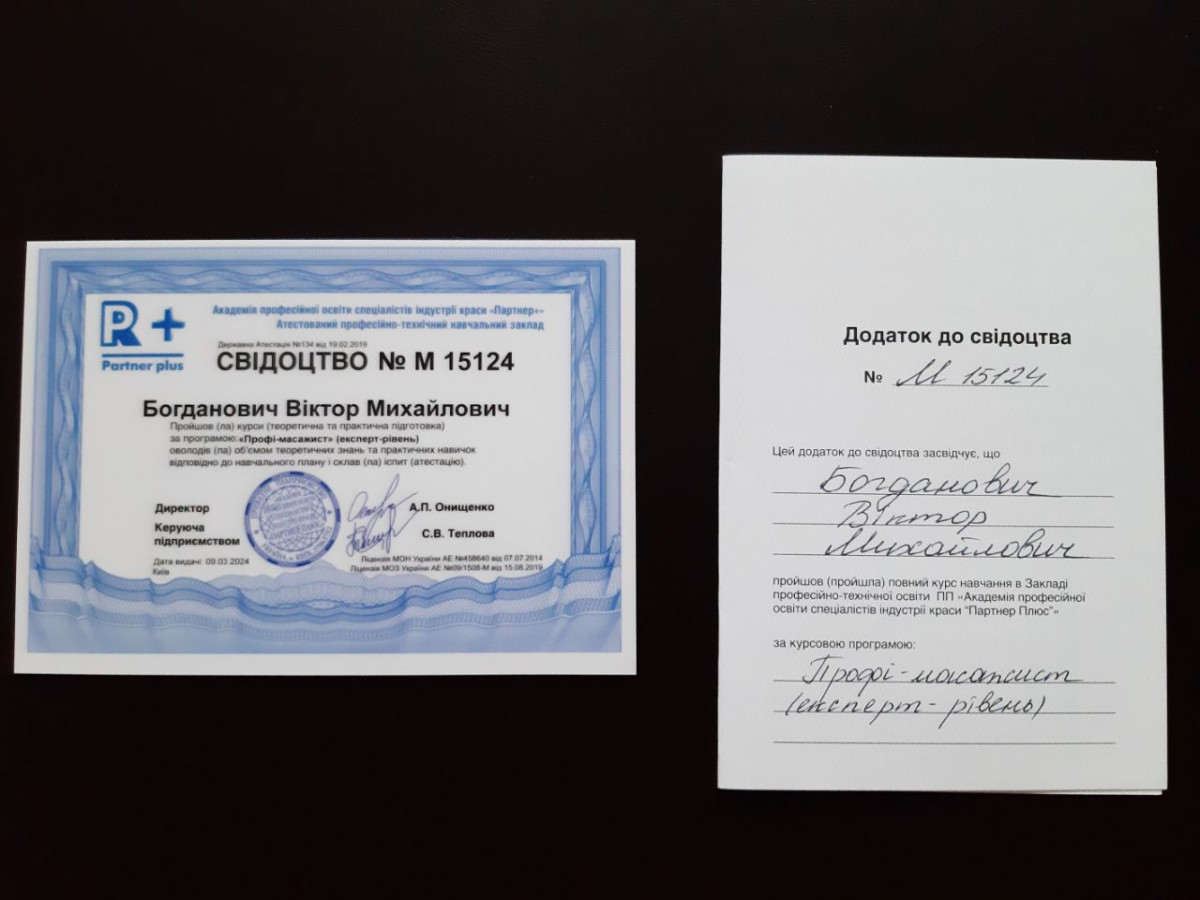 R+
Partner plus
Академія професійної освіти спеціалістів індустрії краси «Партнер+»
Атестований професійно-технічний навчальний заклад
Державна Атестація №134 від 19.02.2019
СВІДОЦТВО № М 15124
Богданович Віктор Михайлович
Пройшов (ла) курси (теоретична та практична підготовка)
за програмою: «Профі-масажист» (експерт-рівень)
оволодів (ла) об'ємом теоретичних знань та практичних навичок
відповідно до навчального плану і склав (ла) іспит (атестацію).
Директор
А.П. Онищенко
Керуюча
підприємством
С.В. Теплова
Дата видачі: 09.03.2024
Київ
Ліцензія МОН України АЕ №458640 від 07.07.2014
Ліцензія МОЗ України АЕ №09/1508-М від 15.08.2019
Додаток до свідоцтва
№ М 15124
Цей додаток до свідоцтва засвідчує, що
Богданович
Віктор
Михайлович
пройшов (пройшла) повний курс навчання в Закладі
професійно-технічної освіти ПП «Академія професійної
освіти спеціалістів індустрії краси "Партнер Плюс"»
за курсовою програмою:
Профі-масажист
(експерт-рівень)